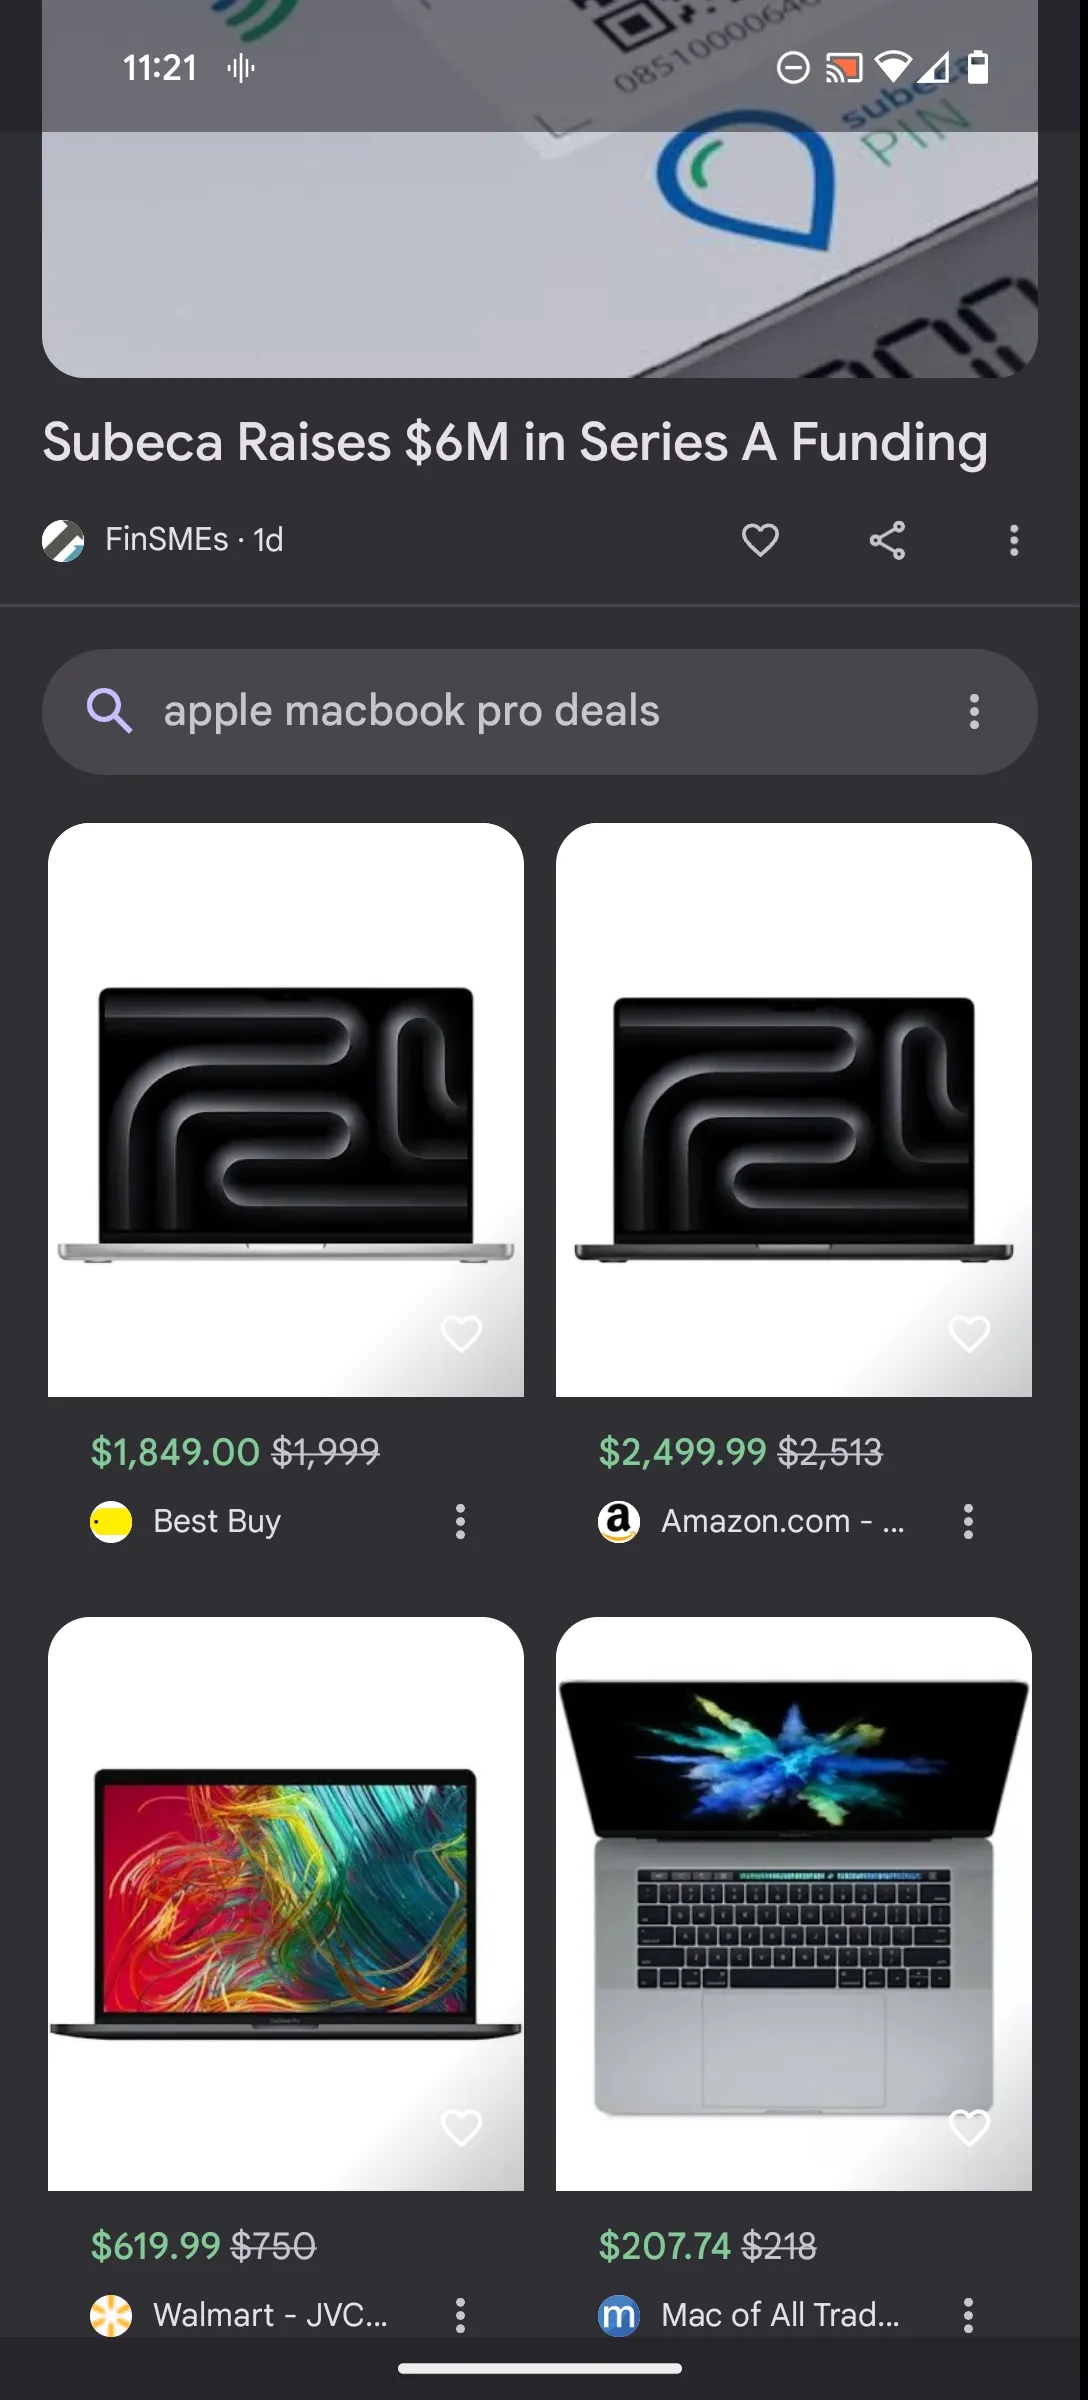 085100006
11:21
subeca
PIN
Subeca Raises $6M in Series A Funding
FinSMEs · 1d
apple macbook pro deals
$1,849.00 $1,999
$2,499.99 $2,513
Best Buy
Amazon.com - ...
$619.99 $750
$207.74 $218
Walmart - JVC...
Mac of All Trad...